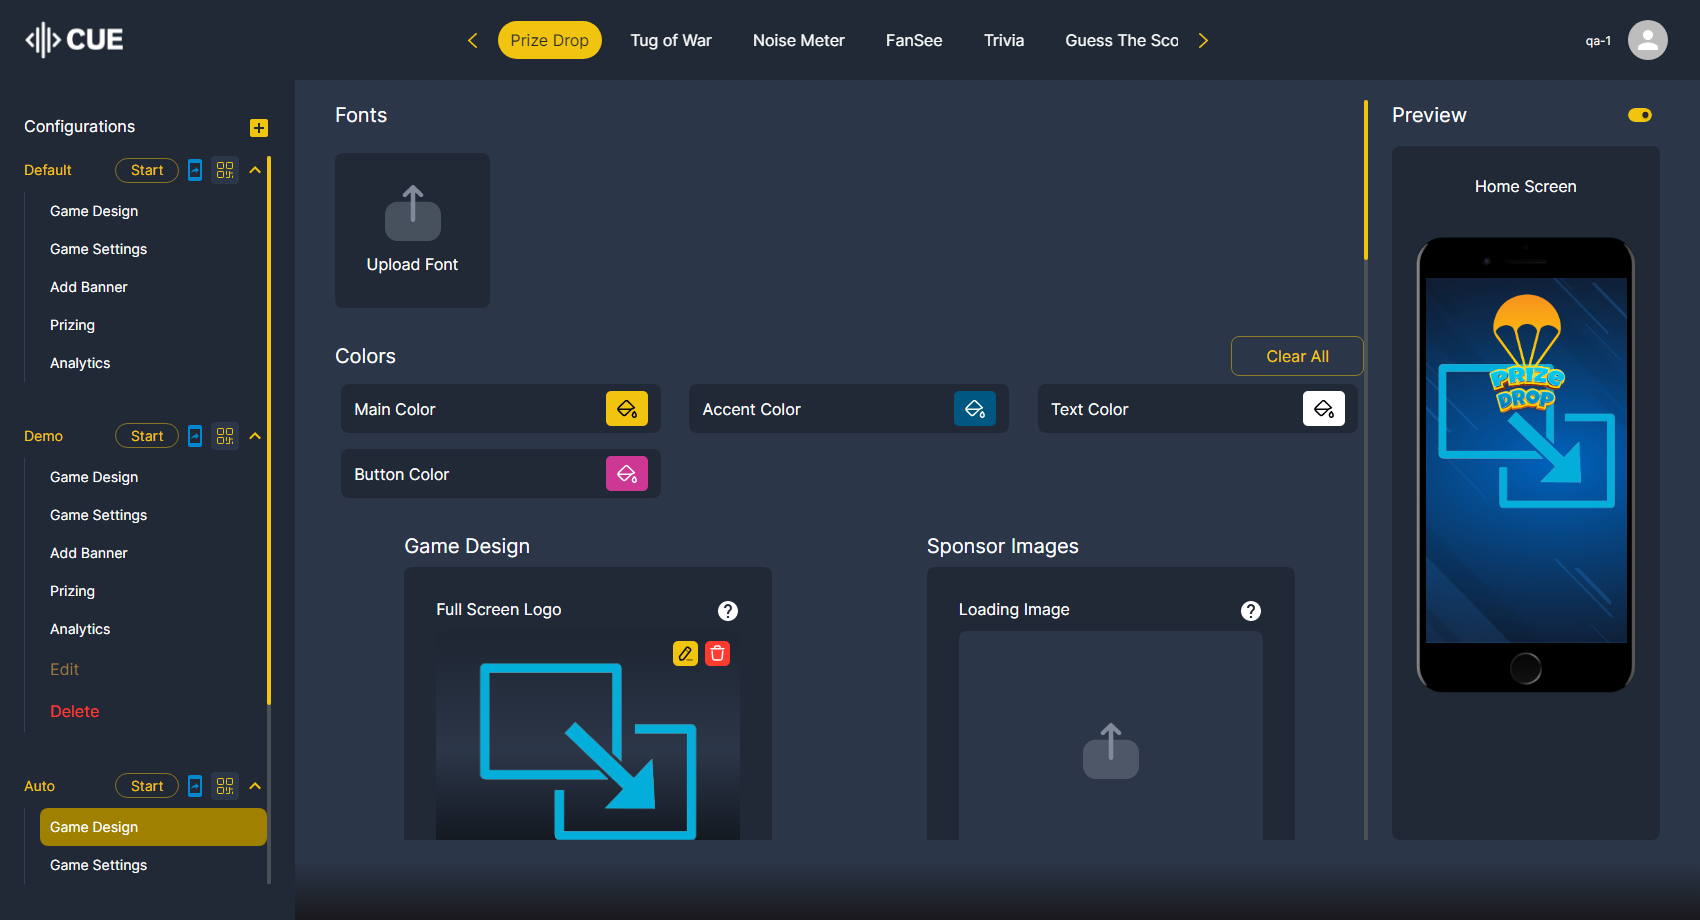 CUE
Prize Drop
Tug of War
Noise Meter
FanSee
Trivia
Guess The Sco
qa-1
Configurations
Default
Start
Game Design
Game Settings
Add Banner
Prizing
Analytics
Demo
Start
Game Design
Game Settings
Add Banner
Prizing
Analytics
Edit
Delete
Auto
Start
Game Design
Game Settings
Fonts
Upload Font
Colors
Clear All
Main Color
Accent Color
Text Color
Button Color
Game Design
Full Screen Logo
?
Sponsor Images
Loading Image
?
Preview
Home Screen
PRIZE
DROP